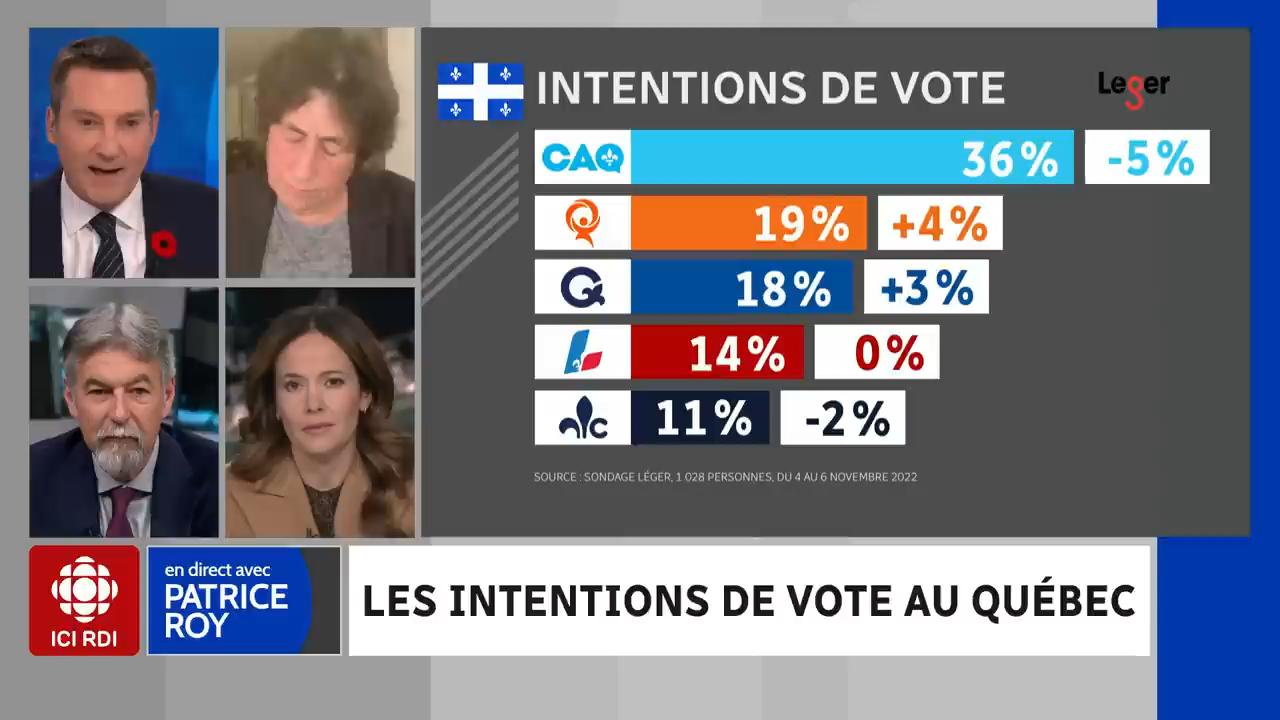 INTENTIONS DE VOTE
Leger
CAQ 36% -5%
19% +4%
18% +3%
14% 0%
C 11% -2%
SOURCE : SONDAGE LÉGER, 1 028 PERSONNES, DU 4 AU 6 NOVEMBRE 2022
ICI RDI
en direct avec
PATRICE
ROY
LES INTENTIONS DE VOTE AU QUÉBEC